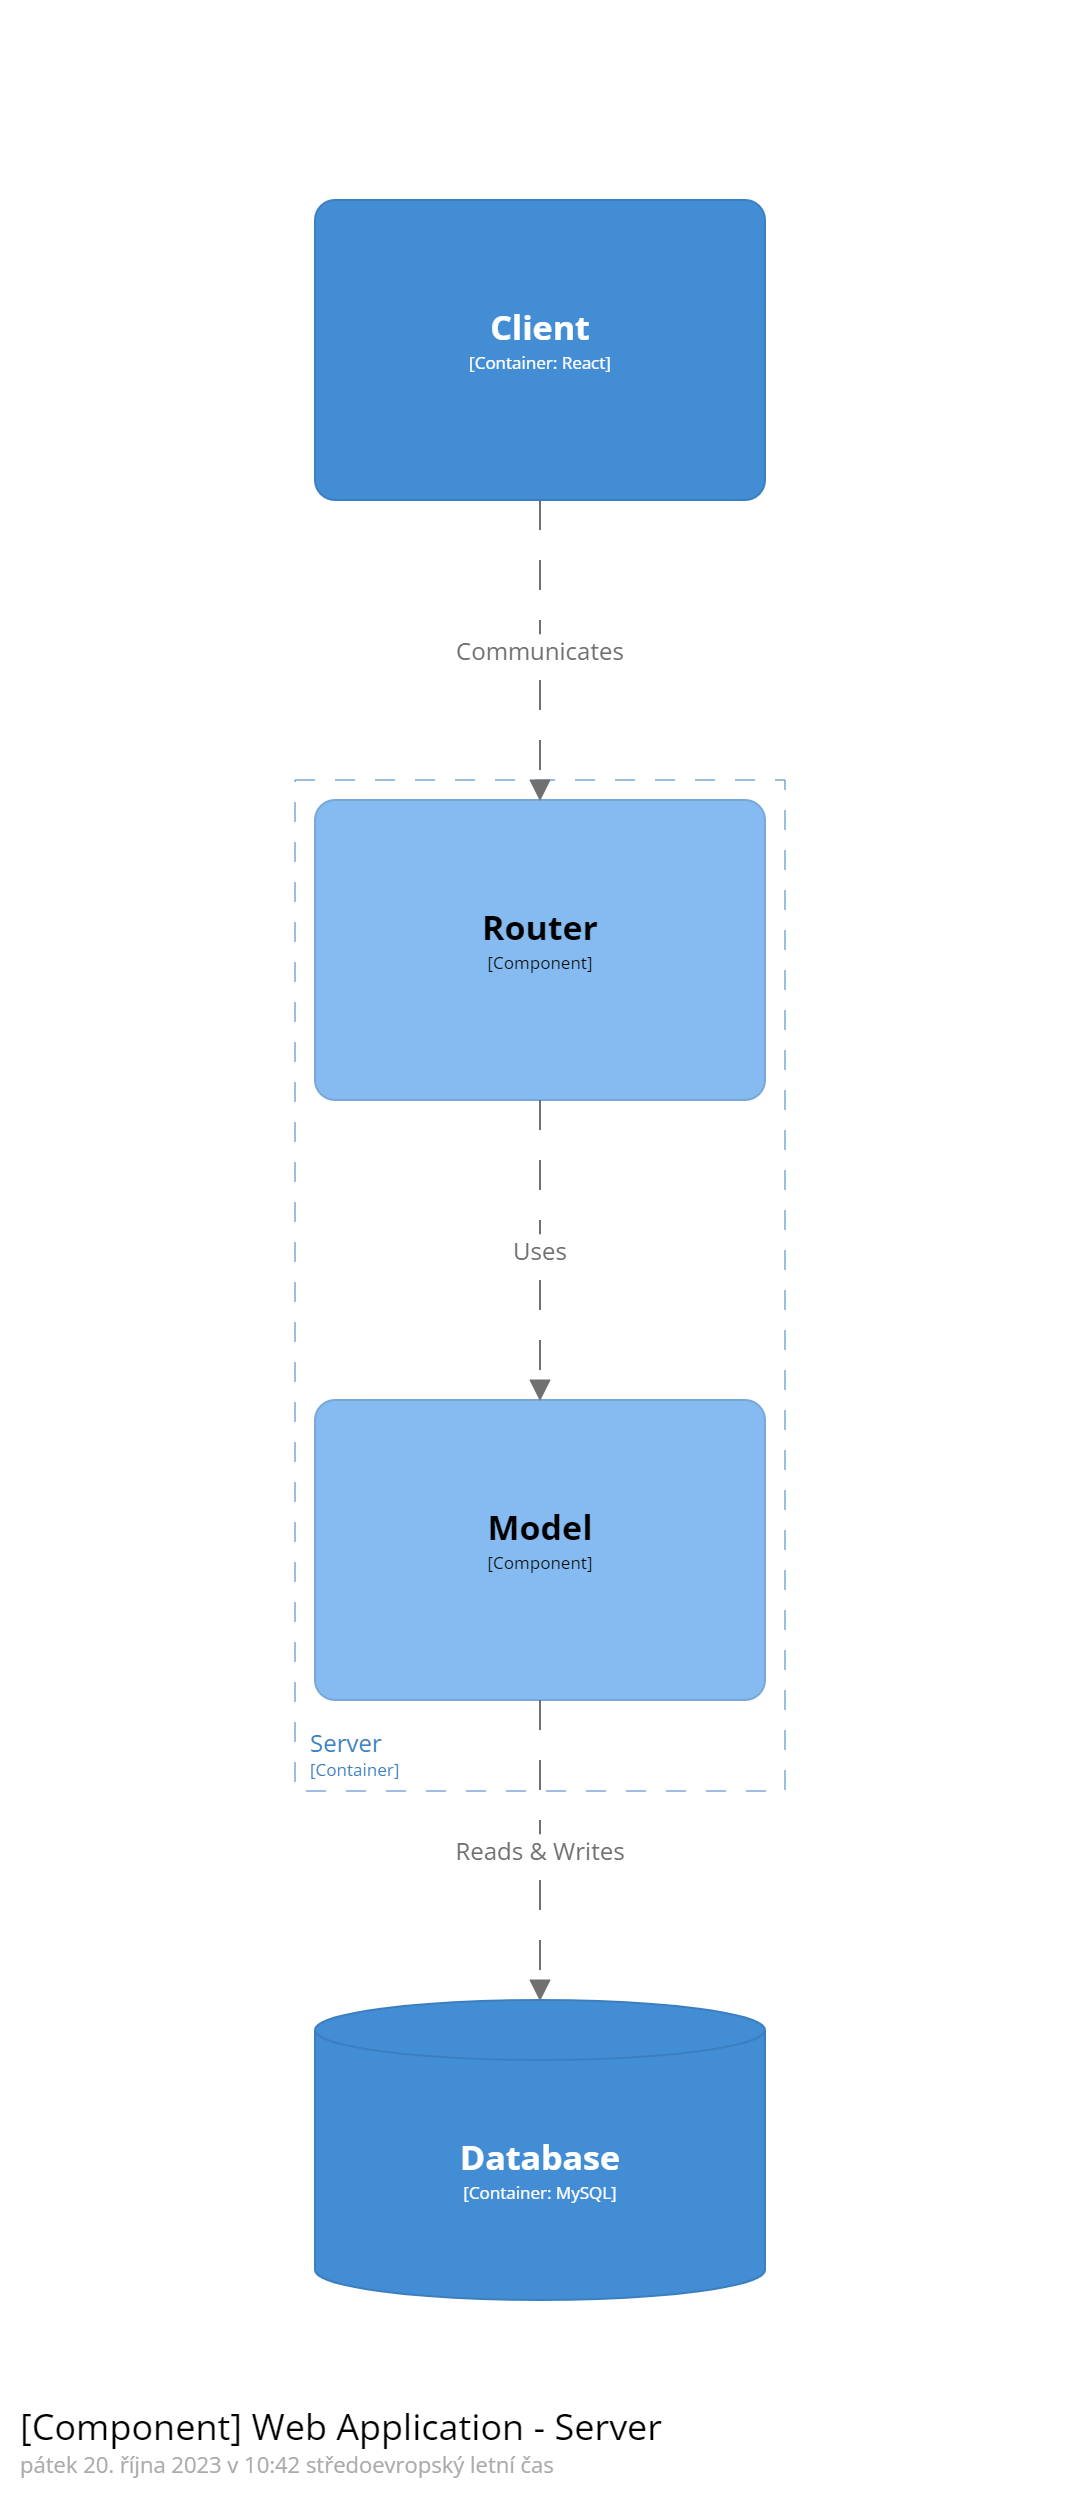 Client
[Container: React]
Communicates
Router
[Component]
Uses
Model
[Component]
Server
[Container]
Reads & Writes
Database
[Container: MySQL]
[Component] Web Application - Server
pátek 20. října 2023 v 10:42 středoevropský letní čas